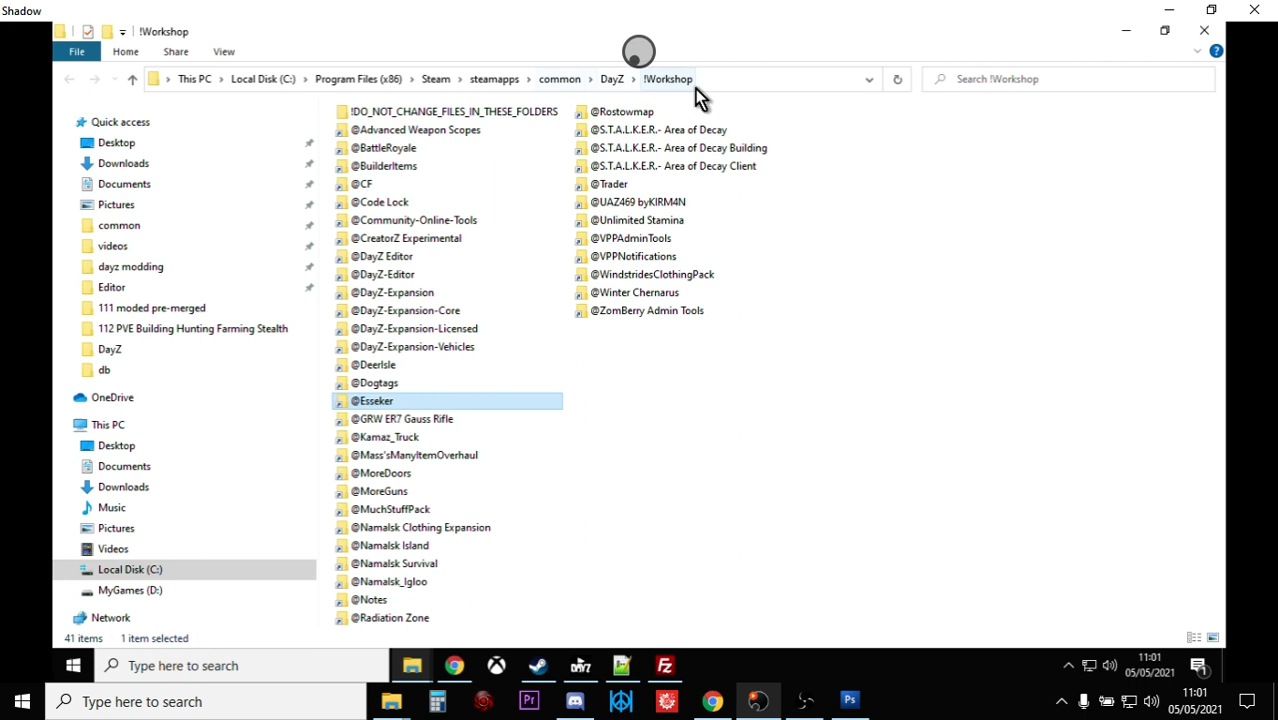 Shadow
!Workshop
File Home Share View
This PC Local Disk (C:) Program Files (x86) Steam steamapps common DayZ !Workshop
Search !Workshop
Quick access
Desktop
Downloads
Documents
Pictures
common
videos
dayz modding
Editor
111 moded pre-merged
112 PVE Building Hunting Farming Stealth
DayZ
db
OneDrive
This PC
Desktop
Documents
Downloads
Music
Pictures
Videos
Local Disk (C:)
MyGames (D:)
Network
!DO_NOT_CHANGE_FILES_IN_THESE_FOLDERS
@Advanced Weapon Scopes
@BattleRoyale
@BuilderItems
@CF
@Code Lock
@Community-Online-Tools
@CreatorZ Experimental
@DayZ Editor
@DayZ-Editor
@DayZ-Expansion
@DayZ-Expansion-Core
@DayZ-Expansion-Licensed
@DayZ-Expansion-Vehicles
@DeerIsle
@Dogtags
@Esseker
@GRW ER7 Gauss Rifle
@Kamaz_Truck
@Mass'sManyItemOverhaul
@MoreDoors
@MoreGuns
@MuchStuffPack
@Namalsk Clothing Expansion
@Namalsk Island
@Namalsk Survival
@Namalsk_Igloo
@Notes
@Radiation Zone
@Rostowmap
@S.T.A.L.K.E.R.- Area of Decay
@S.T.A.L.K.E.R.- Area of Decay Building
@S.T.A.L.K.E.R.- Area of Decay Client
@Trader
@UAZ469 byKIRM4N
@Unlimited Stamina
@VPPAdminTools
@VPPNotifications
@WindstridesClothingPack
@Winter Chernarus
@ZomBerry Admin Tools
41 items 1 item selected
Type here to search
11:01
05/05/2021
1
Type here to search
11:01
05/05/2021